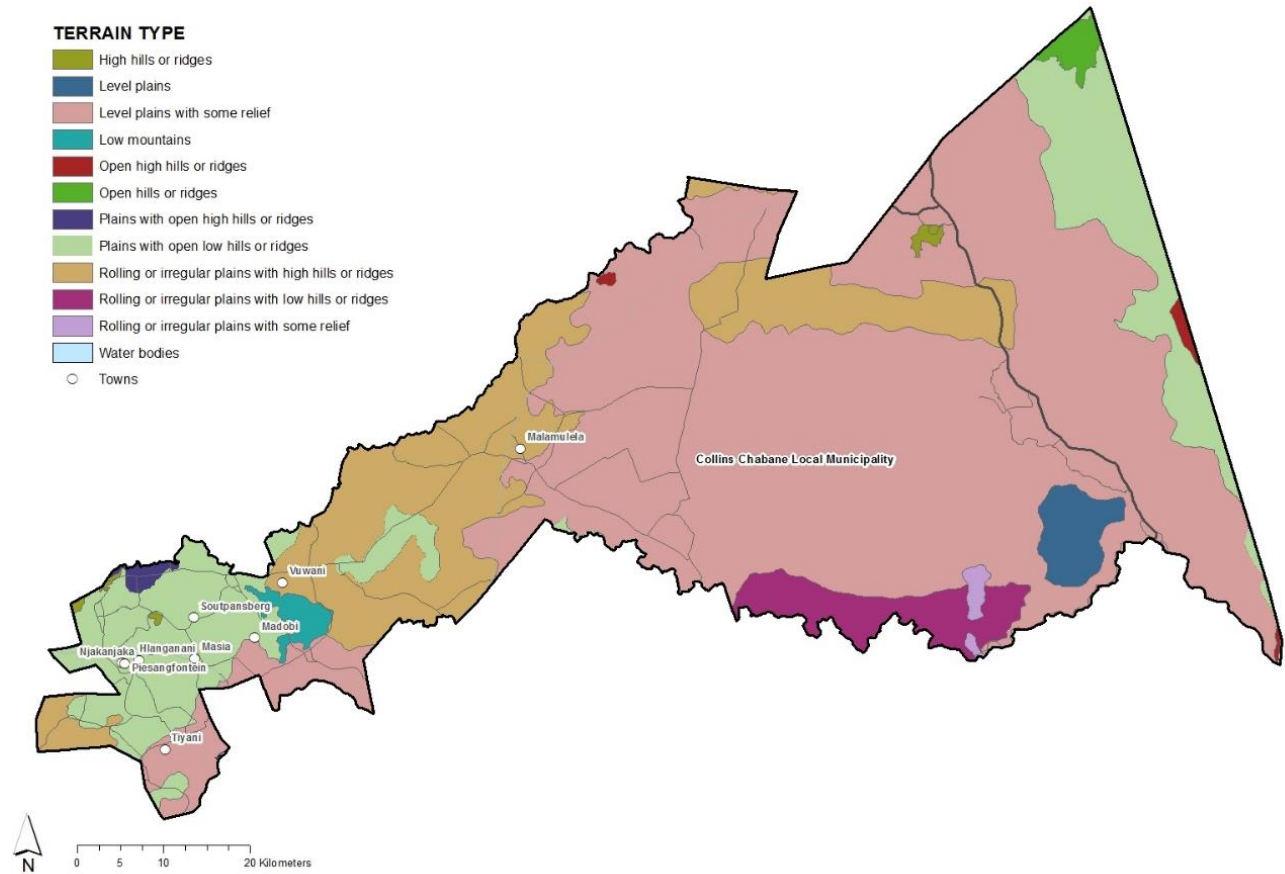 TERRAIN TYPE
High hills or ridges
Level plains
Level plains with some relief
Low mountains
Open high hills or ridges
Open hills or ridges
Plains with open high hills or ridges
Plains with open low hills or ridges
Rolling or irregular plains with high hills or ridges
Rolling or irregular plains with low hills or ridges
Rolling or irregular plains with some relief
Water bodies
Towns
Malamulela
Collins Chabane Local Municipality
Vuwani
Soutpansberg
Madobi
Njakanjaka
Hlanganani
Masia
Piesangfontein
Tiyani
N
0 5 10 20 Kilometers